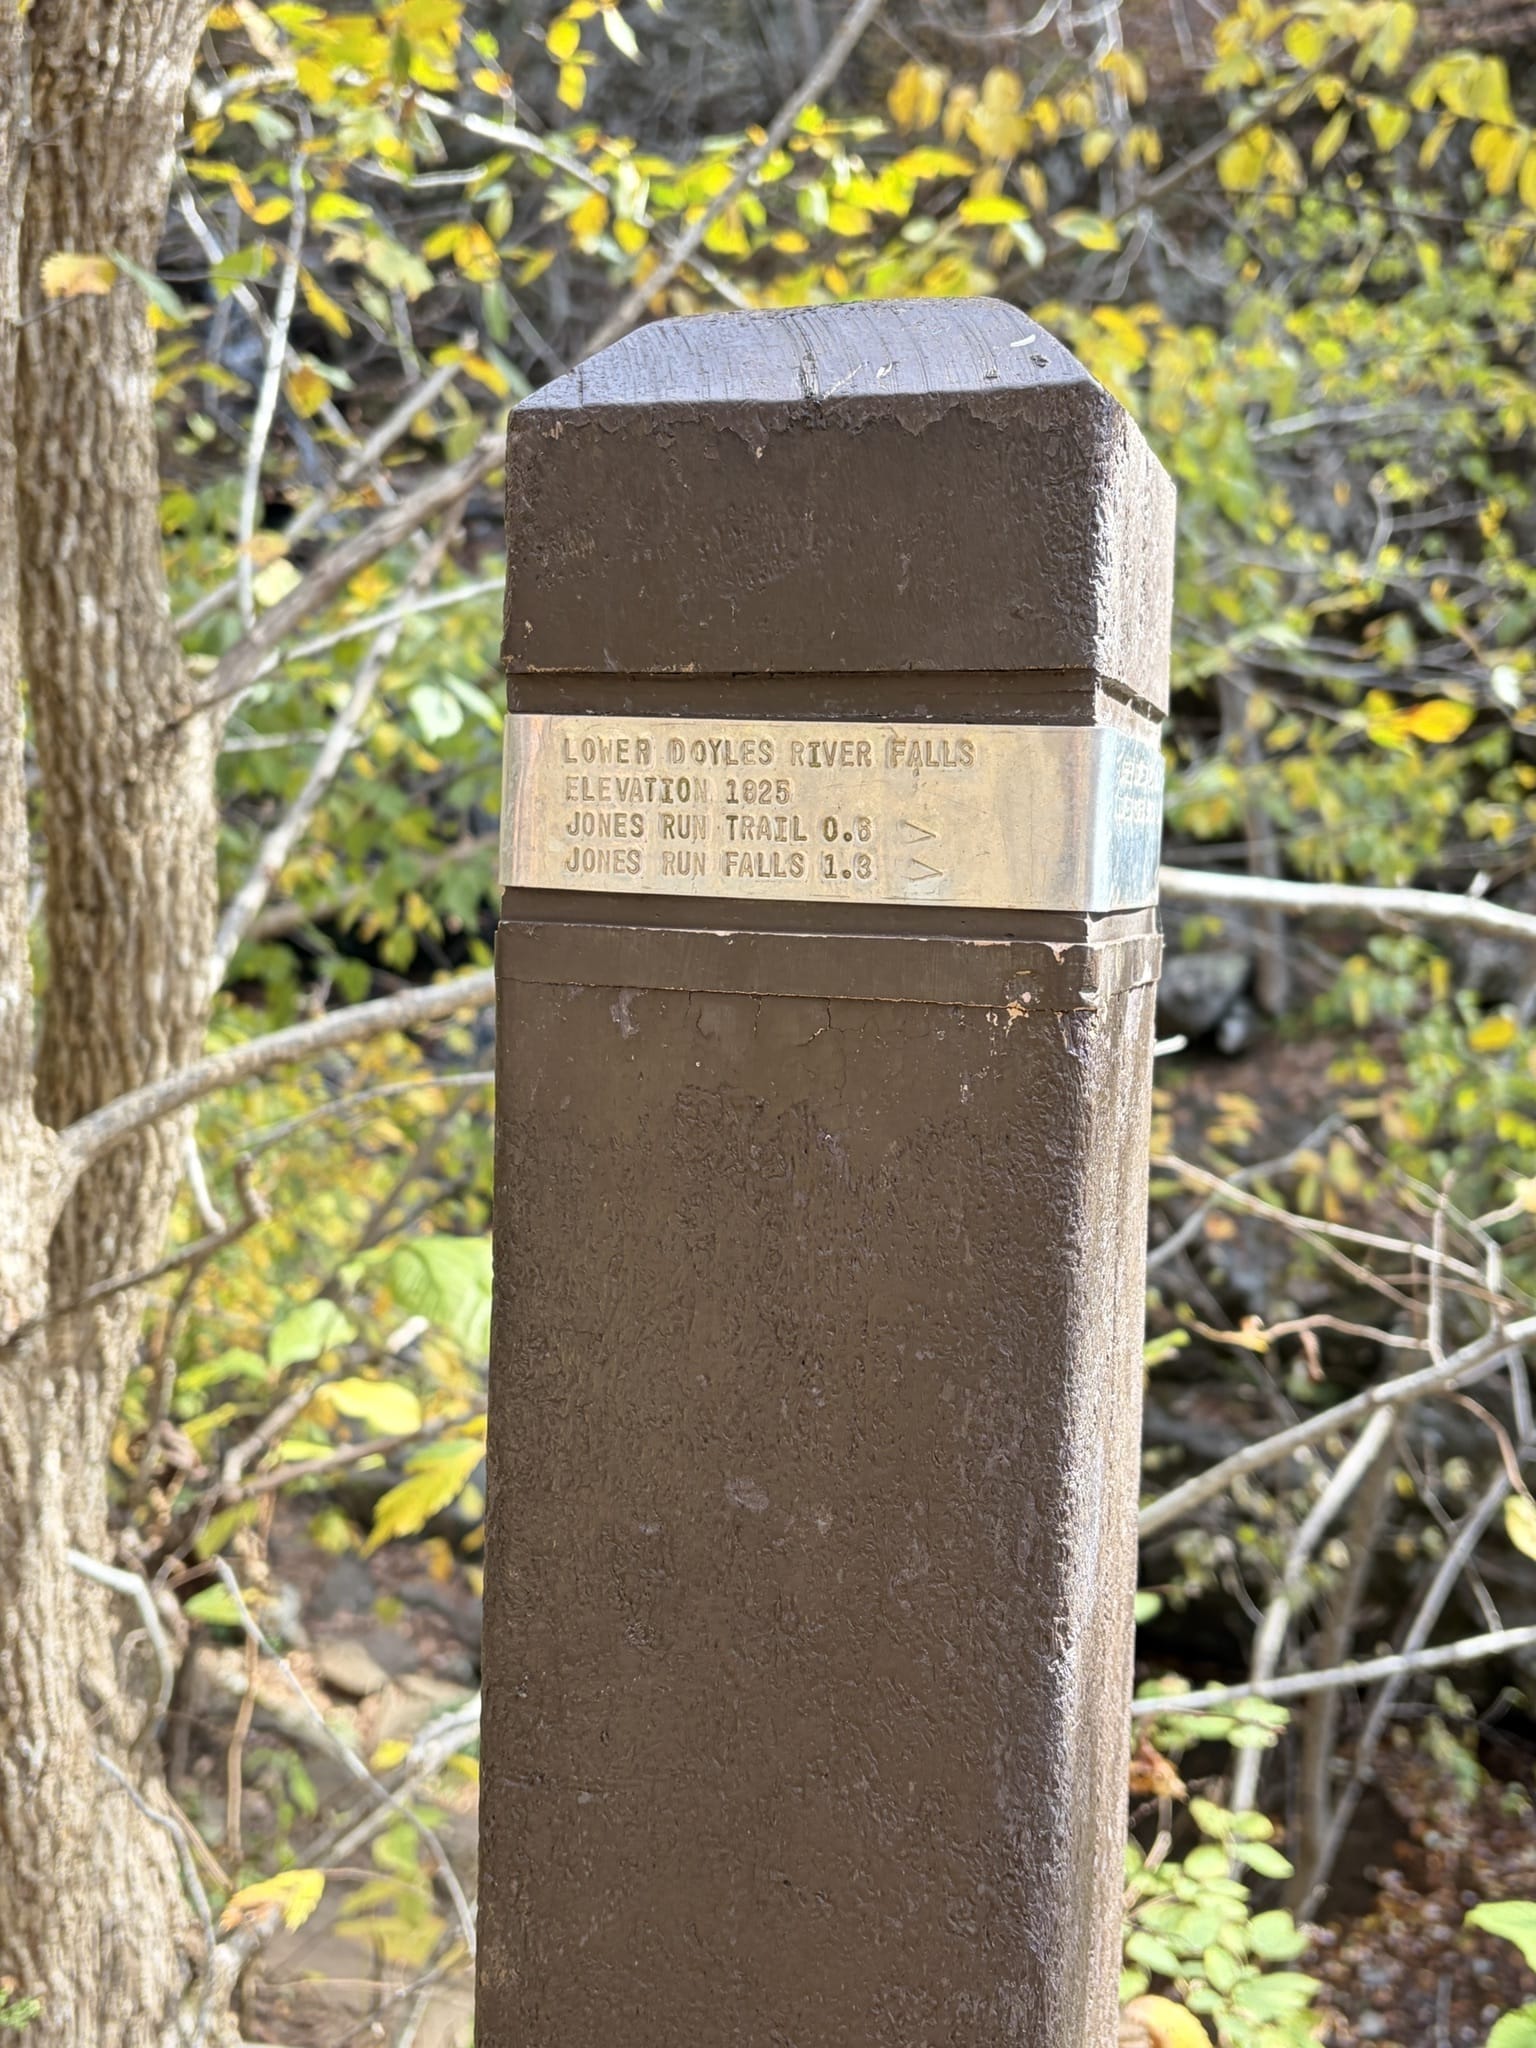 LOWER DOYLES RIVER FALLS
ELEVATION 1825
JONES RUN TRAIL 0.6 >
JONES RUN FALLS 1.3 >